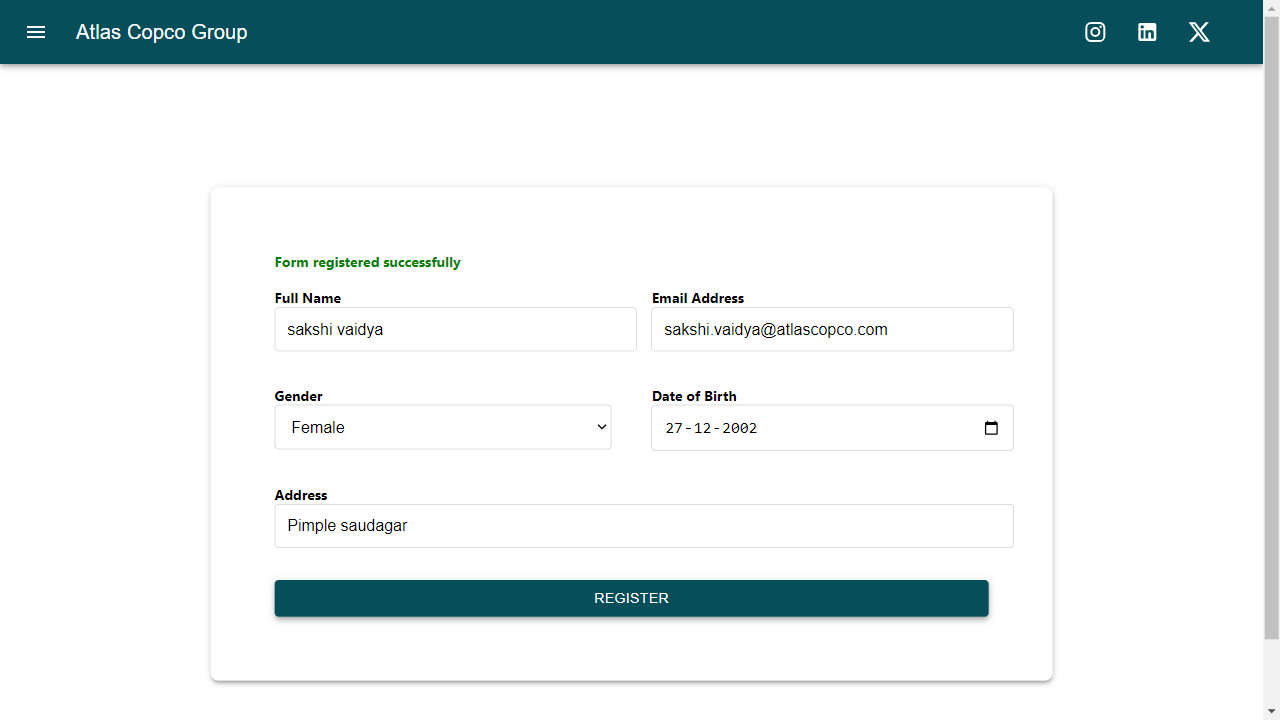 Atlas Copco Group
Form registered successfully
Full Name
Email Address
sakshi vaidya
sakshi.vaidya@atlascopco.com
Gender
Date of Birth
Female
27-12-2002
Address
Pimple saudagar
REGISTER